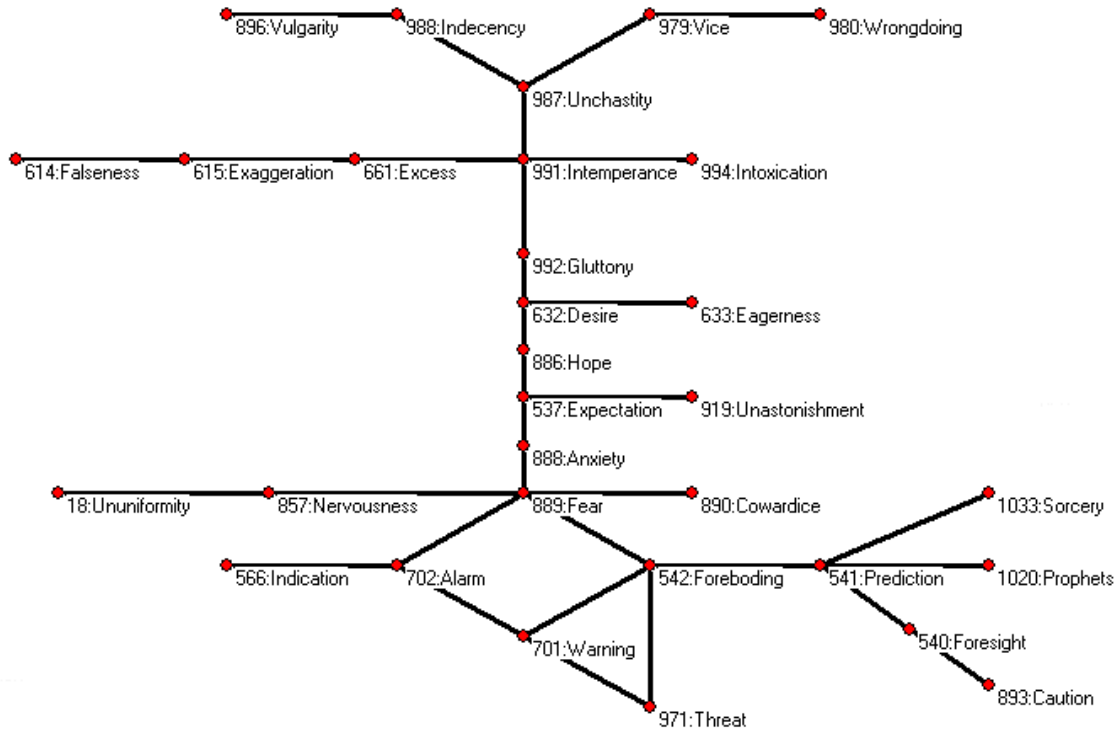 896:Vulgarity
988:Indecency
979:Vice
980:Wrongdoing
987:Unchastity
614:Falseness
615:Exaggeration
661:Excess
991:Intemperance
994:Intoxication
992:Gluttony
632:Desire
633:Eagerness
886:Hope
537:Expectation
919:Unastonishment
888:Anxiety
18:Ununiformity
857:Nervousness
889:Fear
890:Cowardice
1033:Sorcery
566:Indication
702:Alarm
542:Foreboding
541:Prediction
1020:Prophets
701:Warning
540:Foresight
893:Caution
971:Threat